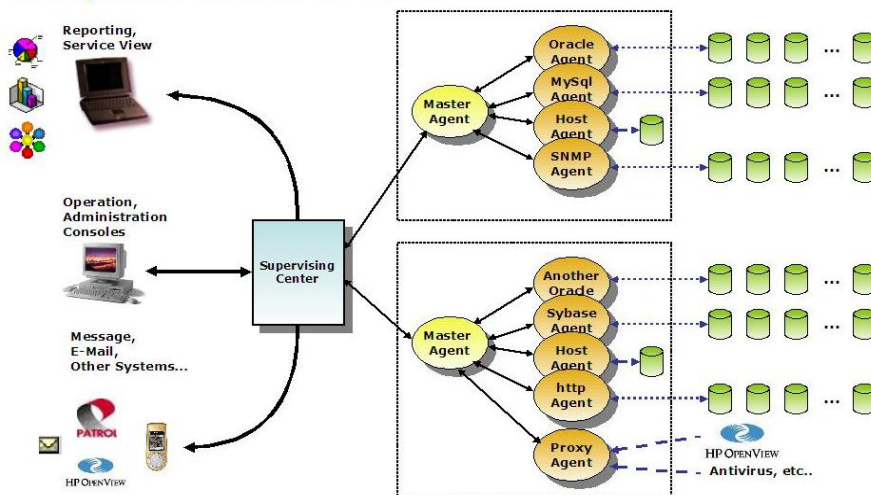 Reporting,
Service View
Operation,
Administration
Consoles
Message,
E-Mail,
Other Systems...
PATROL
HP OPENVIEW
Supervising
Center
Master
Agent
Oracle
Agent
MySql
Agent
Host
Agent
SNMP
Agent
...
...
...
Master
Agent
Another
Oracle
Sybase
Agent
Host
Agent
http
Agent
Proxy
Agent
...
...
...
HP OPENVIEW
Antivirus, etc..